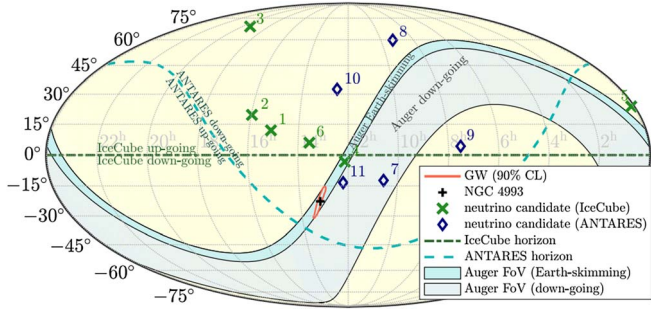 75°
60°
45°
30°
15°
0°
−15°
−30°
−45°
−60°
−75°
3
8
10
2
1
6
4
5
9
11
7
22h
16h
10h
6h
2h
ANTARES down-going
ANTARES up-going
Auger Earth-skimming
Auger down-going
IceCube up-going
IceCube down-going
GW (90% CL)
NGC 4993
neutrino candidate (IceCube)
neutrino candidate (ANTARES)
IceCube horizon
ANTARES horizon
Auger FoV (Earth-skimming)
Auger FoV (down-going)